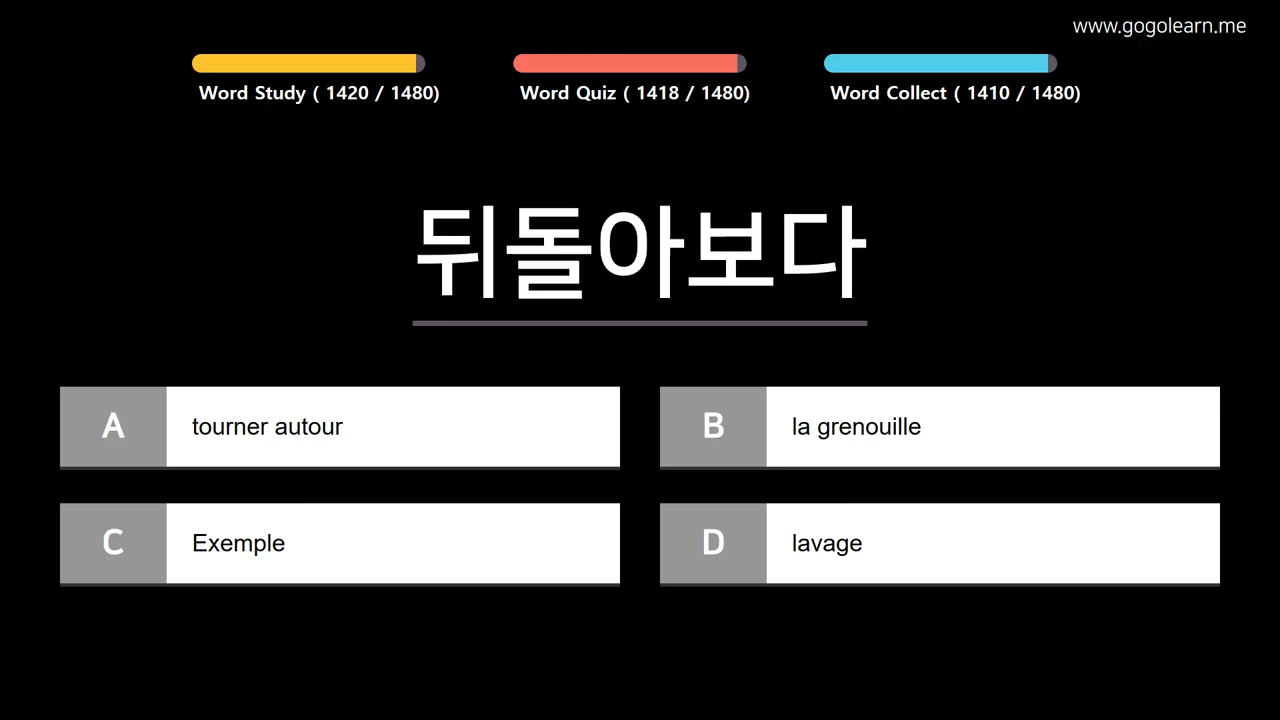 www.gogolearn.me
Word Study ( 1420 / 1480)
Word Quiz ( 1418 / 1480)
Word Collect ( 1410 / 1480)
뒤돌아보다
A tourner autour
B la grenouille
C Exemple
D lavage